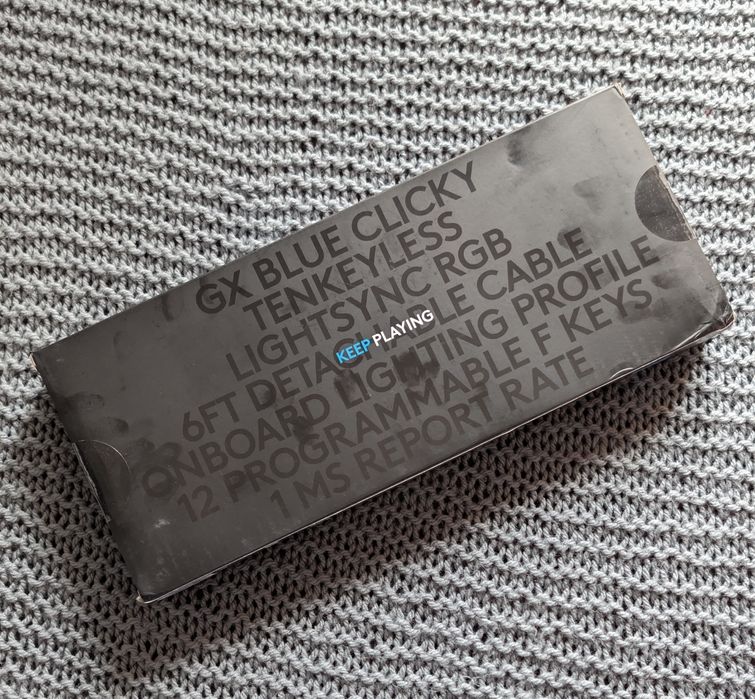 GX BLUE CLICKY
TENKEYLESS
LIGHTSYNC RGB
6FT DETACHABLE CABLE
KEEP PLAYING
ONBOARD LIGHTING PROFILE
12 PROGRAMMABLE F KEYS
1 MS REPORT RATE